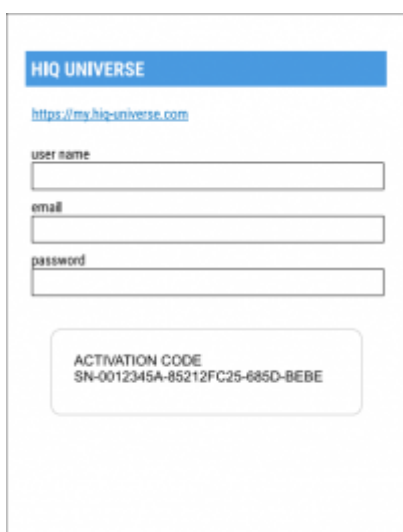 HIQ UNIVERSE
https://my.hiq-universe.com
user name
email
password
ACTIVATION CODE
SN-0012345A-85212FC25-685D-BEBE